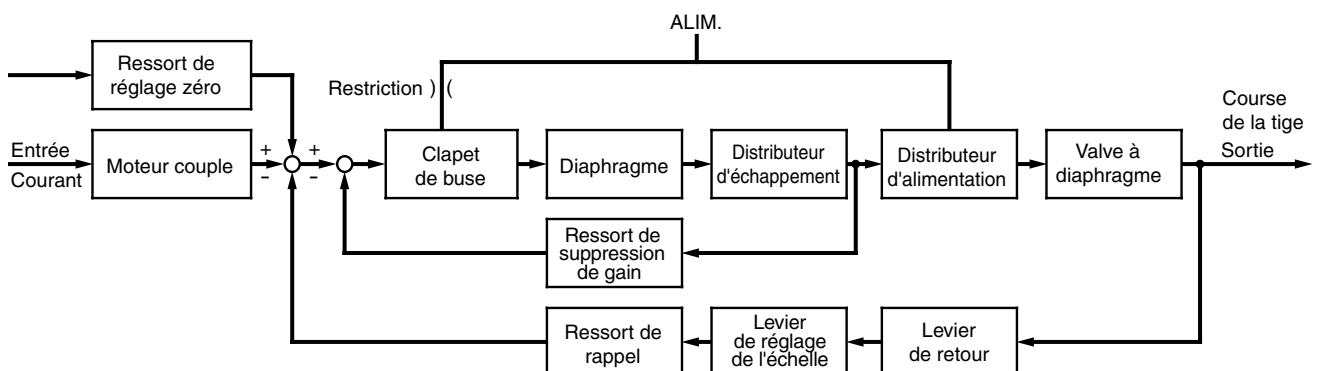 ALIM.
Ressort de
réglage zéro
Restriction ) (
Course
de la tige
Sortie
Entrée
Courant
Moteur couple
+
-
+
-
Clapet
de buse
Diaphragme
Distributeur
d'échappement
Distributeur
d'alimentation
Valve à
diaphragme
Ressort de
suppression
de gain
Ressort de
rappel
Levier
de réglage
de l'échelle
Levier
de retour